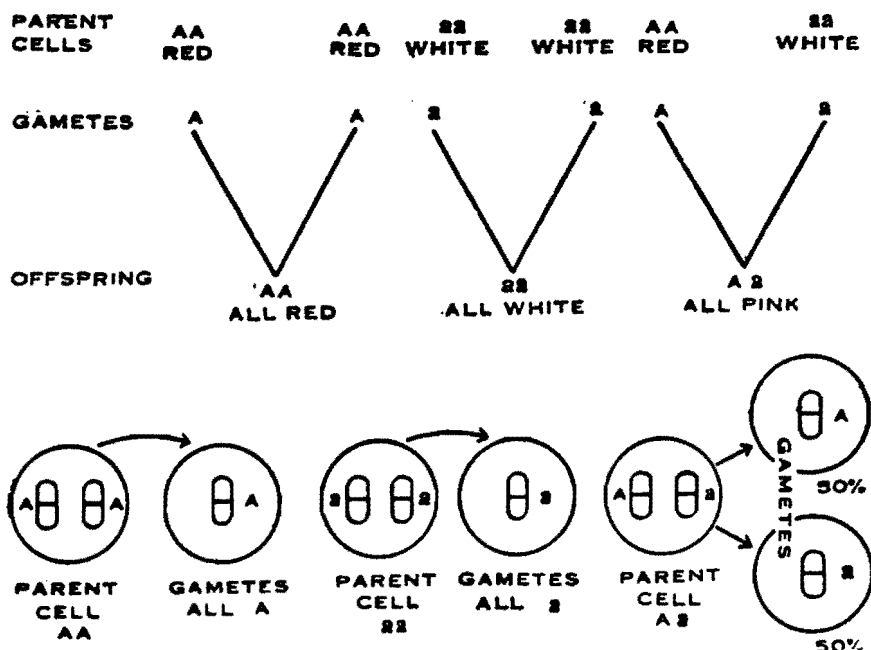 PARENT CELLS
AA RED
AA RED
aa WHITE
aa WHITE
AA RED
aa WHITE
GAMETES
A A a a A a
OFFSPRING
AA ALL RED
aa ALL WHITE
A a ALL PINK
A A
A
a a
a
A a
A
GAMETES
50%
a
50%
PARENT CELL AA
GAMETES ALL A
PARENT CELL aa
GAMETES ALL a
PARENT CELL A a